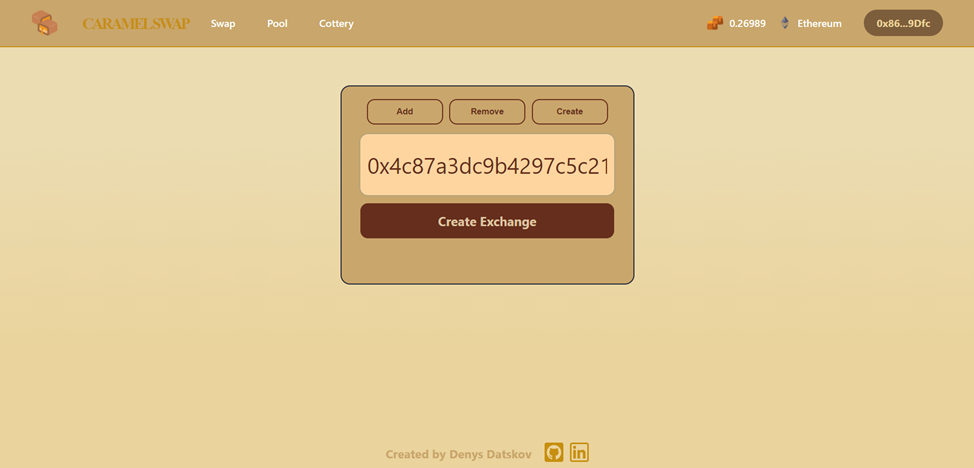 CARAMELSWAP Swap Pool Cottery 0.26989 Ethereum 0x86...9Dfc
Add Remove Create
0x4c87a3dc9b4297c5c21
Create Exchange
Created by Denys Datskov in